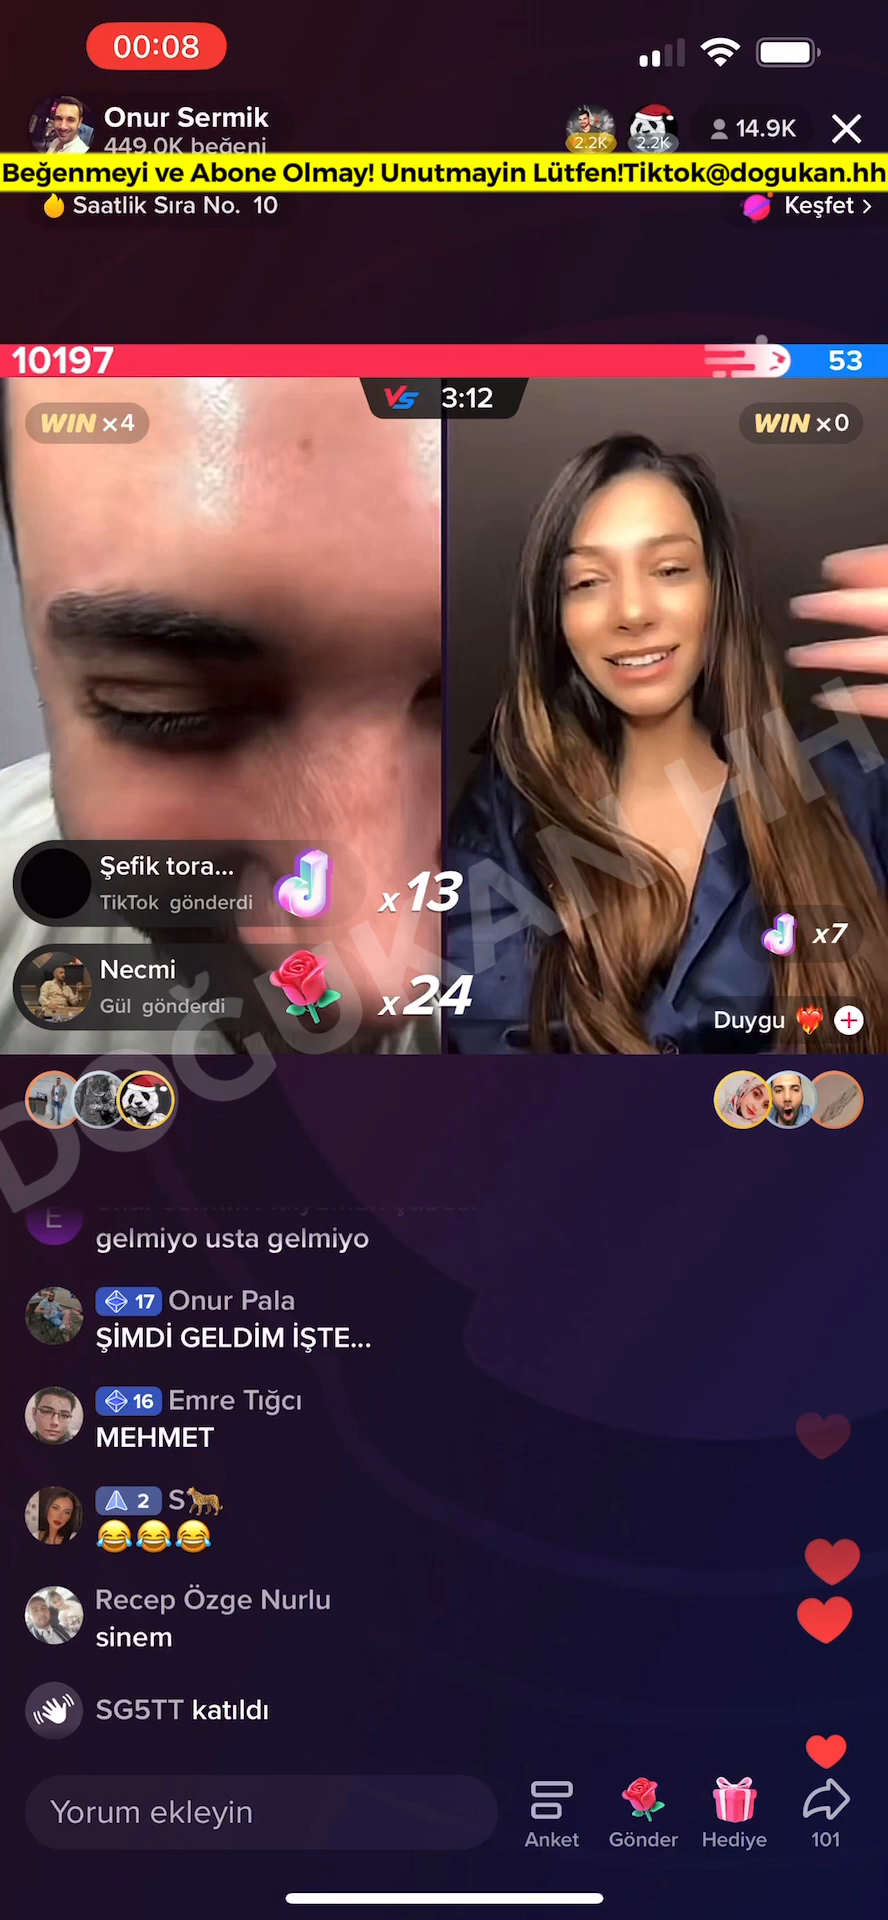 00:08
Onur Sermik
449.0K beğeni
2.2K
2.2K
14.9K
Beğenmeyi ve Abone Olmay! Unutmayin Lütfen!Tiktok@dogukan.hh
Saatlik Sıra No. 10
Keşfet >
10197
53
VS 3:12
WIN x4
WIN x0
Şefik tora...
TikTok gönderdi
x13
Necmi
Gül gönderdi
x24
x7
Duygu
DOĞUKAN.HH
E
gelmiyo usta gelmiyo
17 Onur Pala
ŞİMDİ GELDİM İŞTE...
16 Emre Tığcı
MEHMET
2 S
Recep Özge Nurlu
sinem
SG5TT katıldı
Yorum ekleyin
Anket
Gönder
Hediye
101